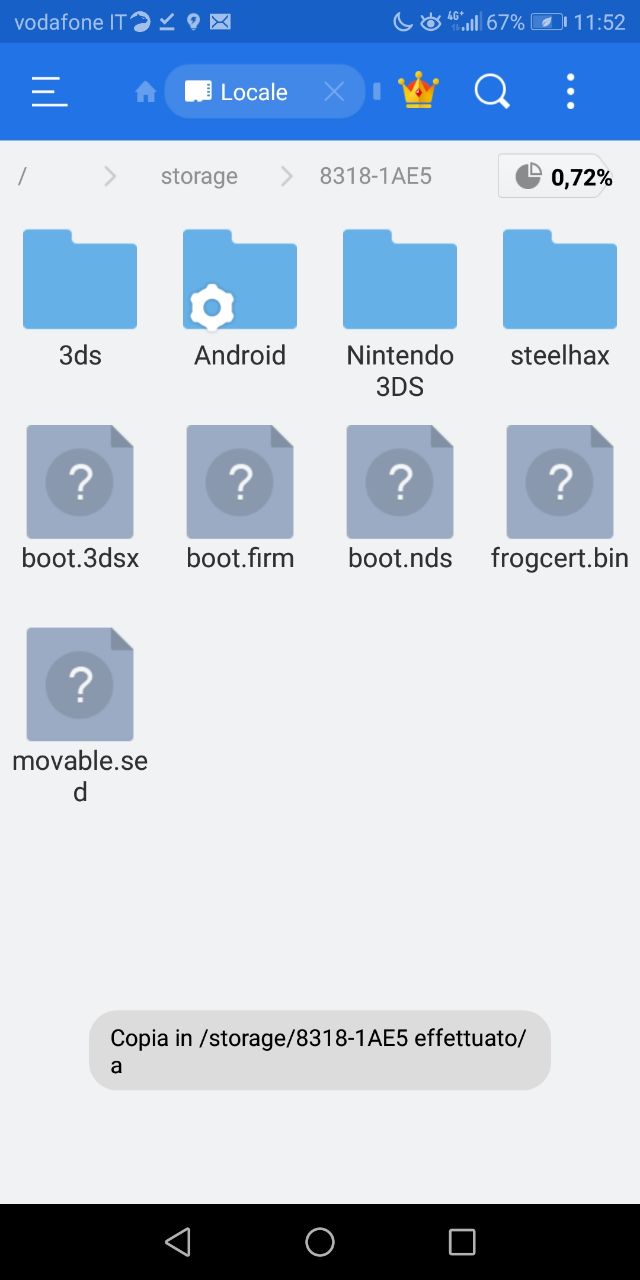 vodafone IT 4G+ 67% 11:52
Locale
/ storage 8318-1AE5 0,72%
3ds Android Nintendo steelhax
3DS
? ? ? ?
boot.3dsx boot.firm boot.nds frogcert.bin
?
movable.se
d
Copia in /storage/8318-1AE5 effettuato/
a